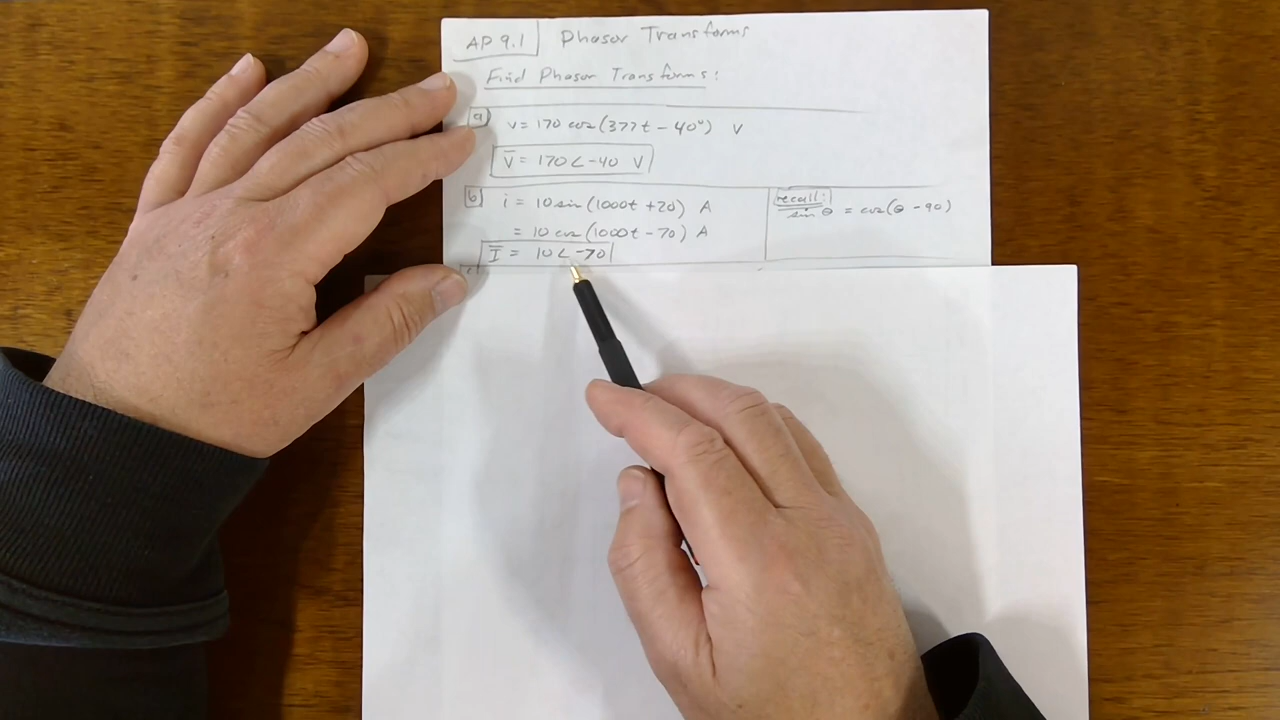 AP 9.1 Phasor Transforms
Find Phasor Transforms:
a) v = 170 cos(377t - 40°) V
V̅ = 170∠-40 V
b) i = 10 sin(1000t + 20) A
= 10 cos(1000t - 70) A
I̅ = 10∠-70
recall:
sin θ = cos(θ - 90)